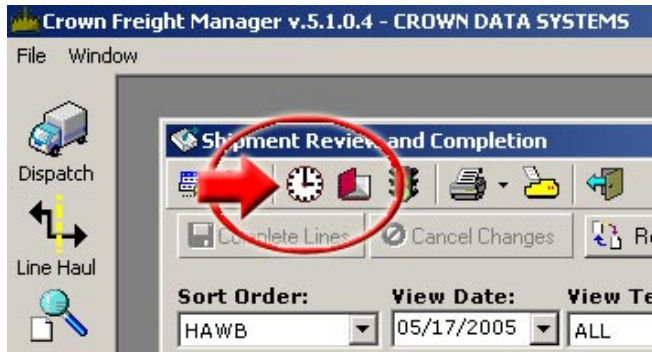 Crown Freight Manager v.5.1.0.4 - CROWN DATA SYSTEMS
File Window
Shipment Review and Completion
Dispatch
Complete Lines Cancel Changes
Line Haul
Sort Order: View Date:
HAWB 05/17/2005 ALL